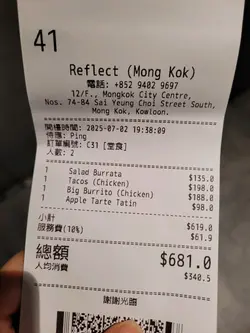 41
Reflect (Mong Kok)
電話: +852 9402 9697
12/F., Mongkok City Centre,
Nos. 74-84 Sai Yeung Choi Street South,
Mong Kok, Kowloon.
開檯時間: 2025-07-02 19:38:09
侍應: Ping
訂單編號: C31 [堂食]
人數: 2
1 Salad Burrata $135.0
1 Tacos (Chicken) $198.0
1 Big Burrito (Chicken) $188.0
1 Apple Tarte Tatin $98.0
小計 $619.0
服務費(10%) $61.9
總額 $681.0
人均消費 $340.5
謝謝光臨